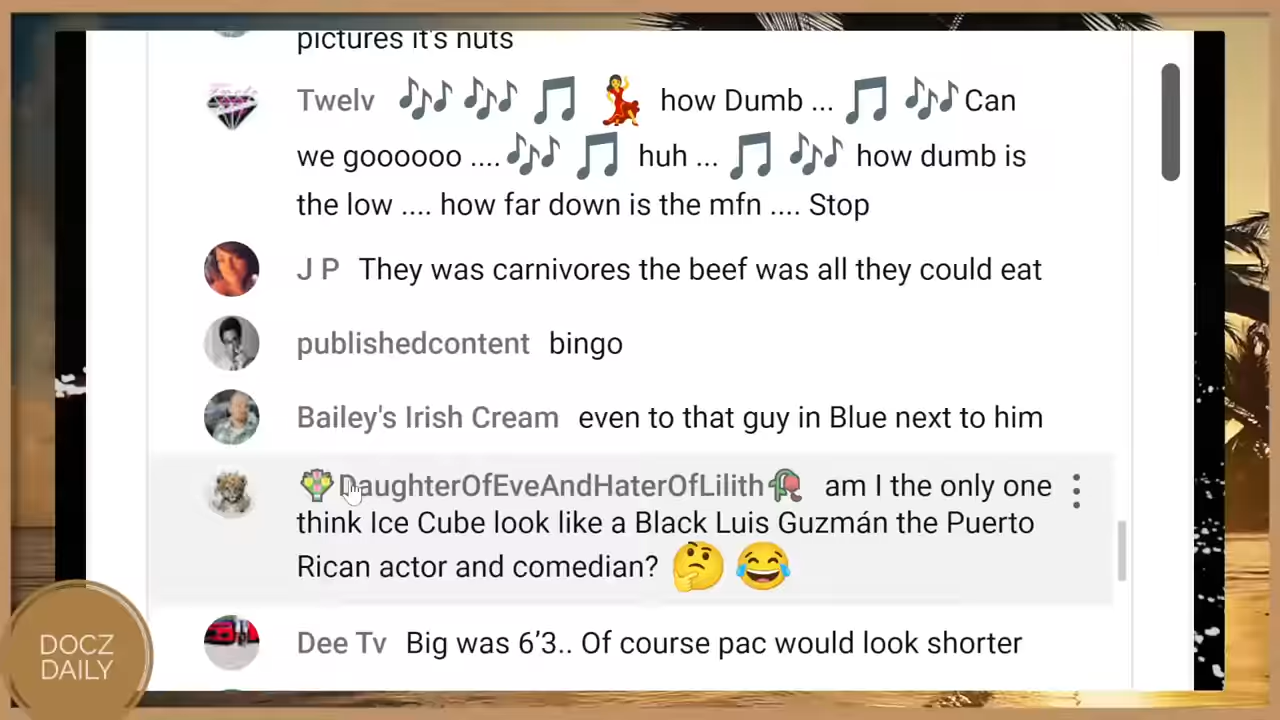 pictures it's nuts
Twelv 🎶 🎶 🎵 💃 how Dumb ... 🎵 🎶 Can
we goooooo .... 🎶 🎵 huh ... 🎵 🎶 how dumb is
the low .... how far down is the mfn .... Stop
J P They was carnivores the beef was all they could eat
publishedcontent bingo
Bailey's Irish Cream even to that guy in Blue next to him
💐DaughterOfEveAndHaterOfLilith🥀 am I the only one
think Ice Cube look like a Black Luis Guzmán the Puerto
Rican actor and comedian? 🤔 😂
Dee Tv Big was 6’3.. Of course pac would look shorter
DOCZ
DAILY